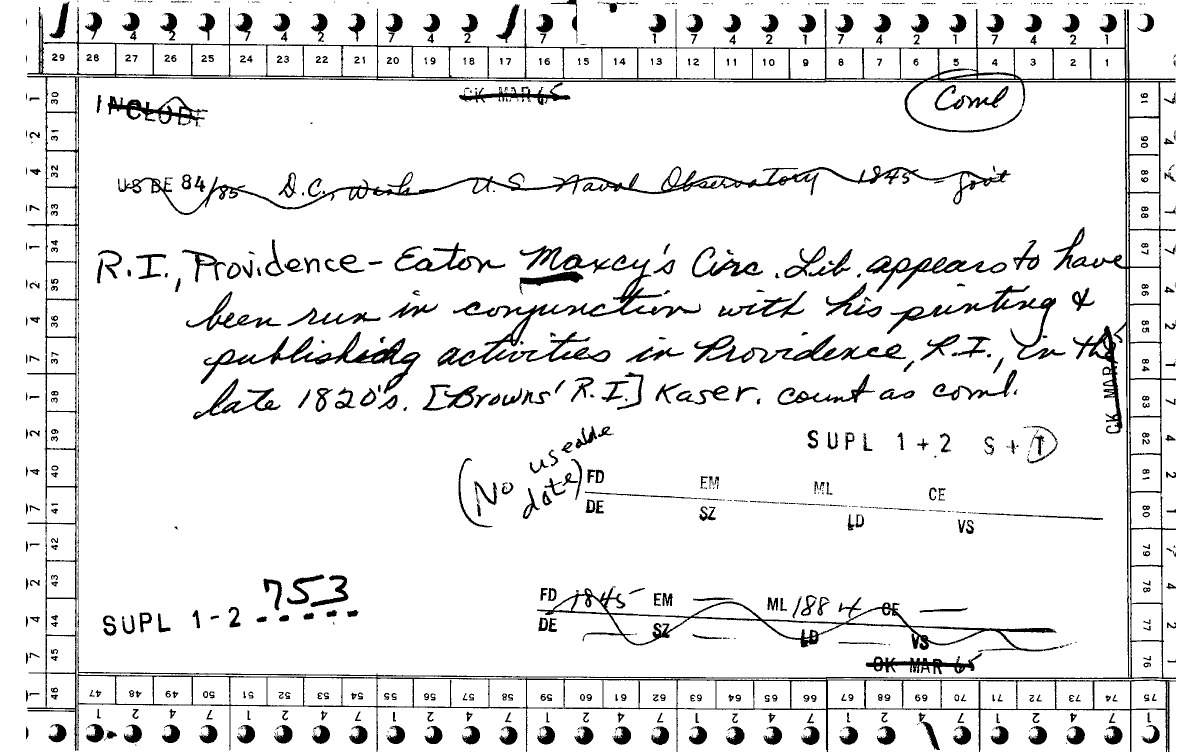 7 4 2 1 7 4 2 1 7 4 2 1 7 1 7 4 2 1 7 4 2 1 7 4 2 1
29 28 27 26 25 24 23 22 21 20 19 18 17 16 15 14 13 12 11 10 9 8 7 6 5 4 3 2 1
INCLUDE
OK MAR 65
Coml
US BE 84/85 D.C., Wash U.S. Naval Observatory 1845 - govt
R.I., Providence - Eaton Maxcy's Circ. Lib. appears to have
been run in conjunction with his printing &
publishing activities in Providence, R.I., in the
late 1820's. [Browns' R.I.] Kaser. count as coml.
OK MAR
SUPL 1+2 S+T
(No useable date)
FD EM ML CE
DE SZ LD VS
753
SUPL 1-2 -----
FD 1845 EM — ML 1884 CE —
DE — SZ — LD — VS
OK MAR 65
30 31 32 33 34 35 36 37 38 39 40 41 42 43 44 45 46
91 90 89 88 87 86 85 84 83 82 81 80 79 78 77 76
47 48 49 50 51 52 53 54 55 56 57 58 59 60 61 62 63 64 65 66 67 68 69 70 71 72 73 74 75
1 2 4 7 1 2 4 7 1 2 4 7 1 2 4 7 1 2 4 7 1 2 4 7 1 2 4 7 1